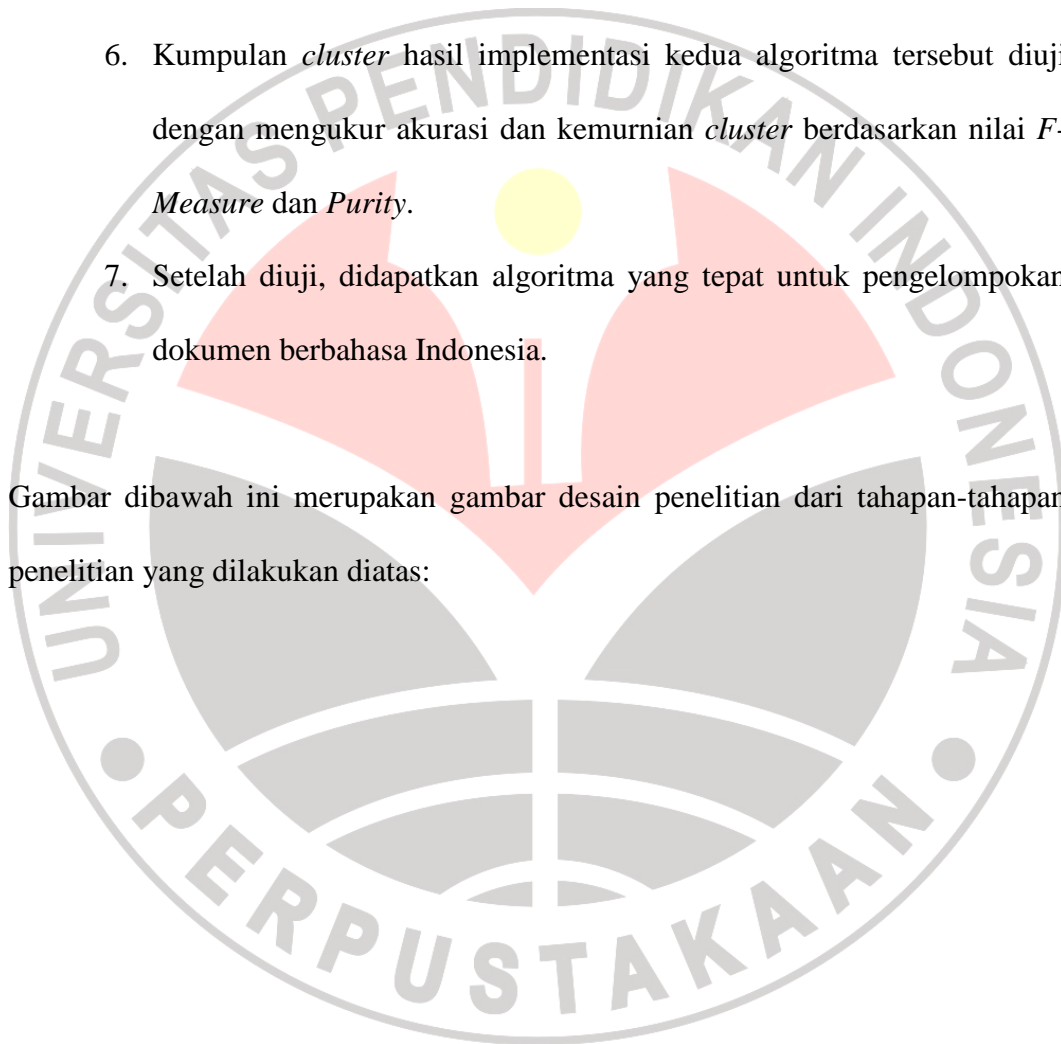 6. Kumpulan cluster hasil implementasi kedua algoritma tersebut diuji
dengan mengukur akurasi dan kemurnian cluster berdasarkan nilai F-
Measure dan Purity.
7. Setelah diuji, didapatkan algoritma yang tepat untuk pengelompokan
dokumen berbahasa Indonesia.
Gambar dibawah ini merupakan gambar desain penelitian dari tahapan-tahapan
penelitian yang dilakukan diatas:
UNIVERSITAS PENDIDIKAN INDONESIA
PERPUSTAKAAN